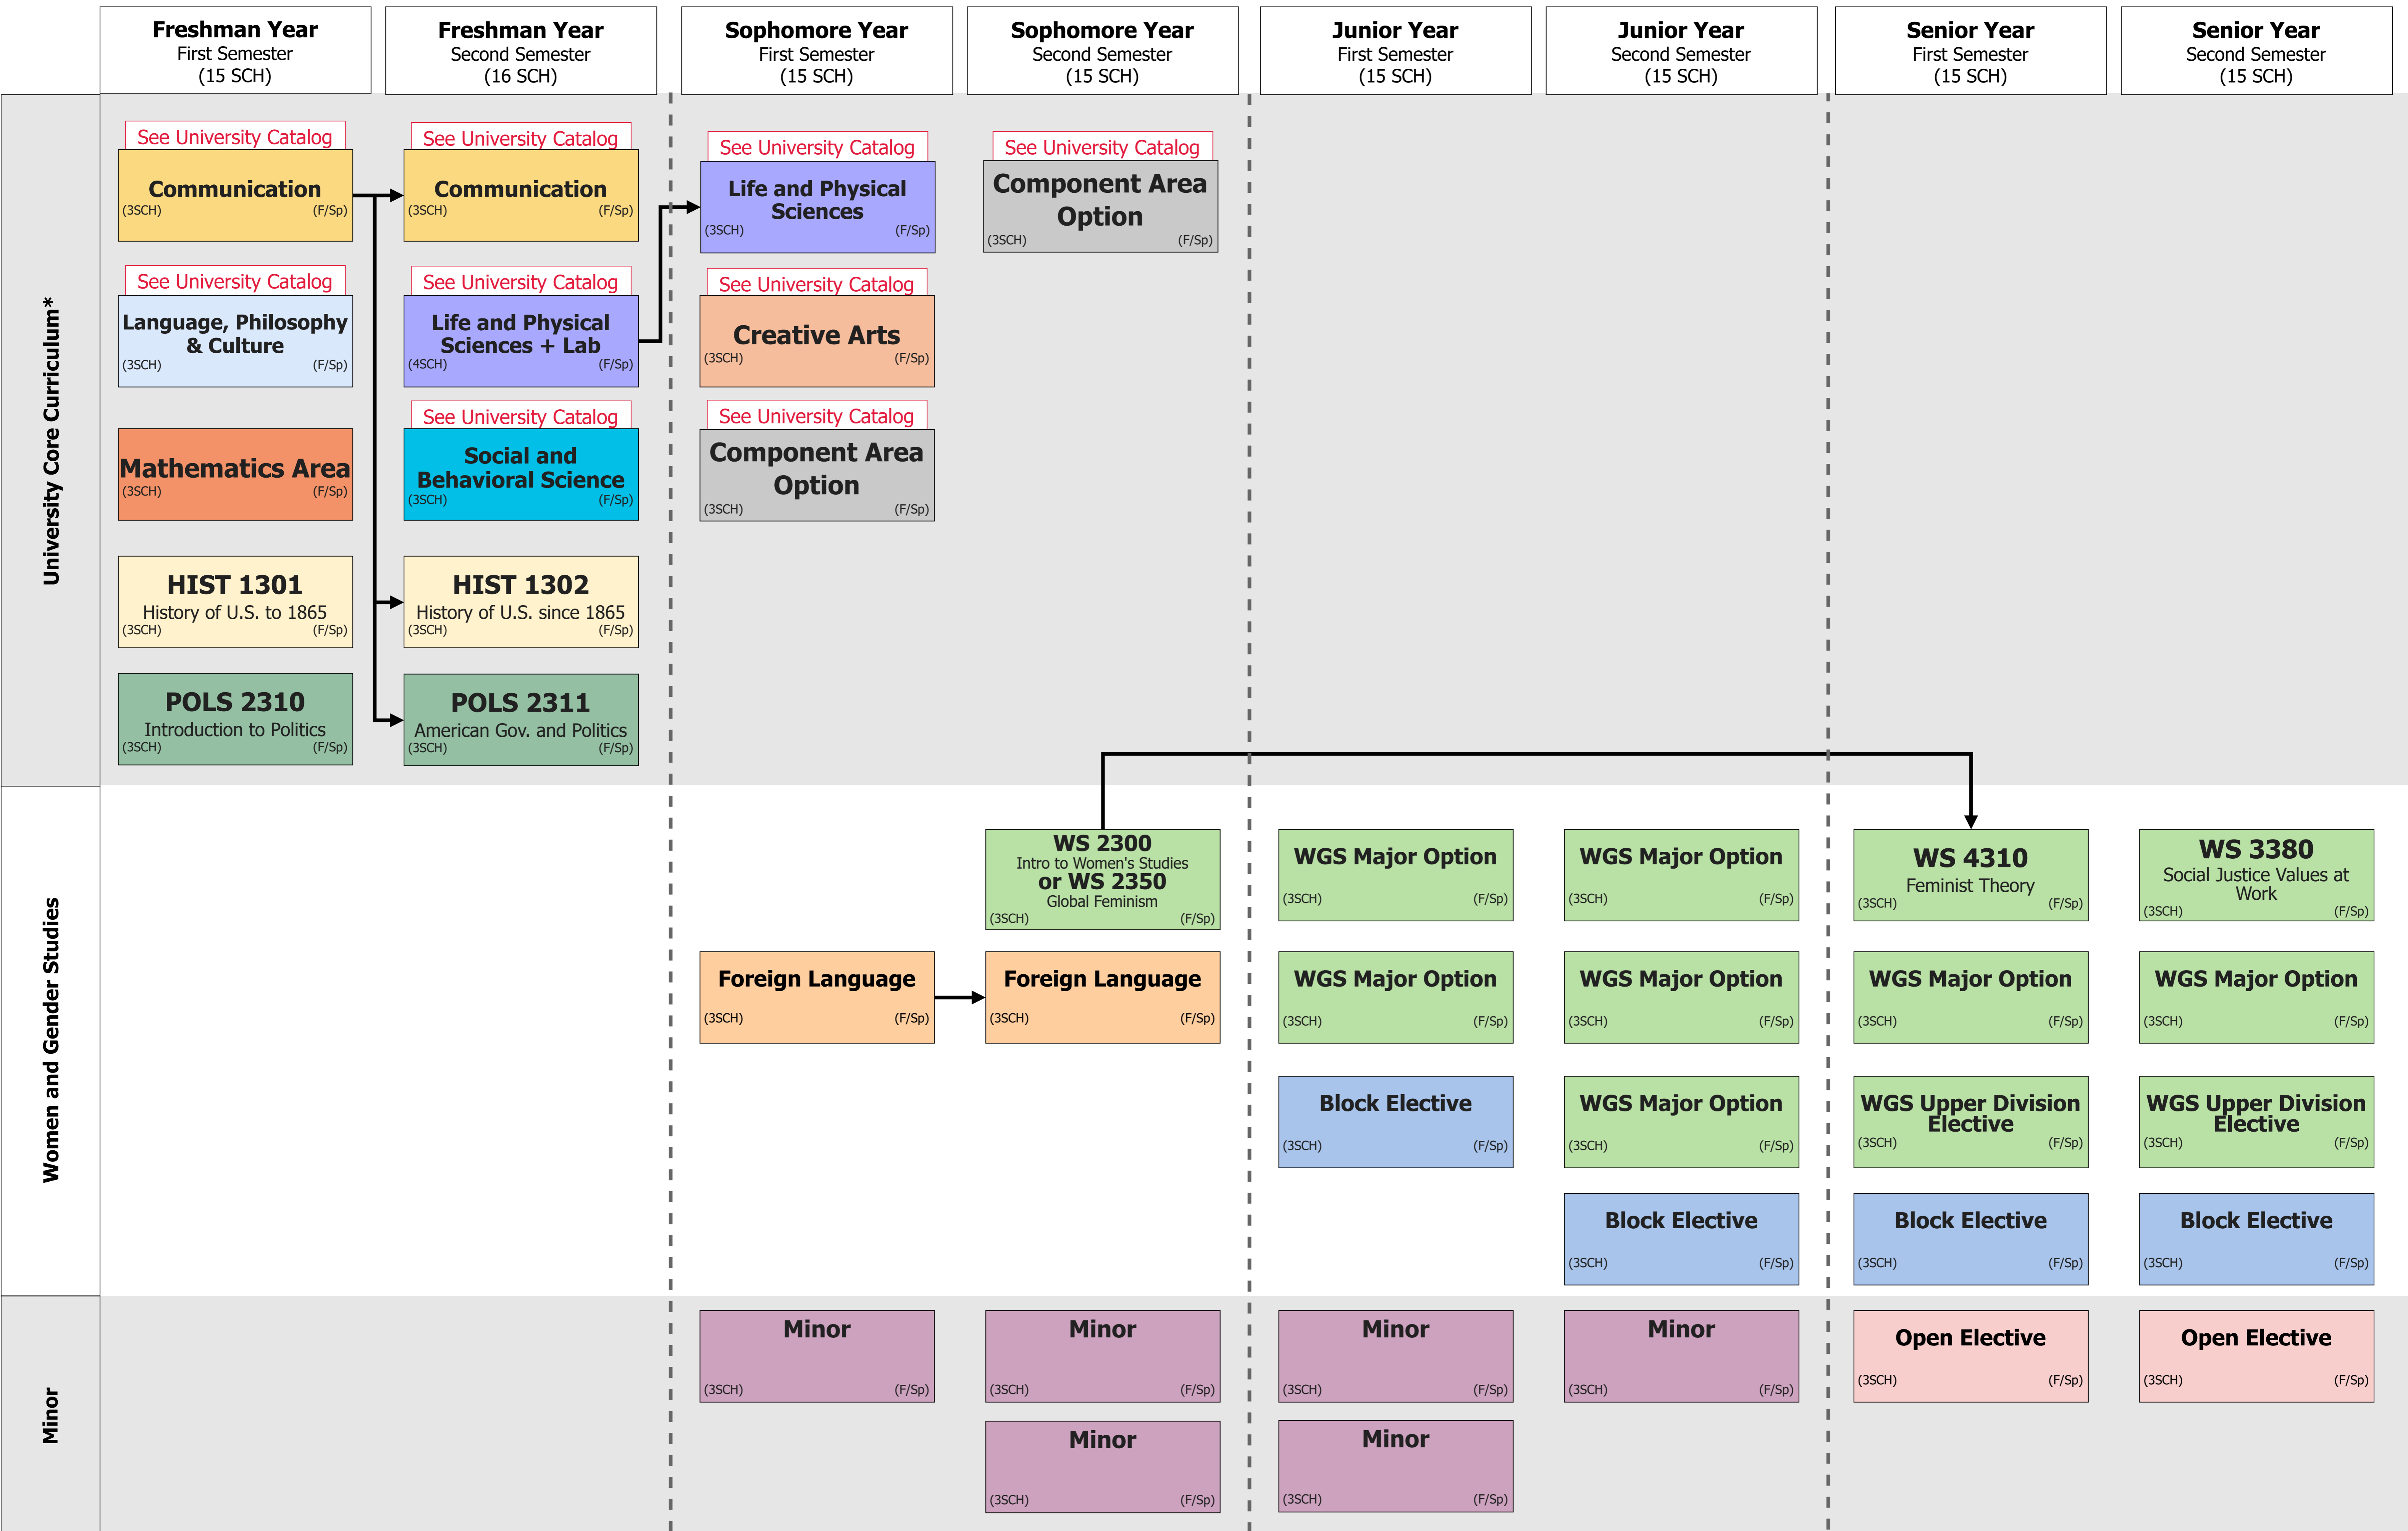 Freshman Year
First Semester
(15 SCH)
Freshman Year
Second Semester
(16 SCH)
Sophomore Year
First Semester
(15 SCH)
Sophomore Year
Second Semester
(15 SCH)
Junior Year
First Semester
(15 SCH)
Junior Year
Second Semester
(15 SCH)
Senior Year
First Semester
(15 SCH)
Senior Year
Second Semester
(15 SCH)
University Core Curriculum*
See University Catalog
Communication
(3SCH) (F/Sp)
See University Catalog
Communication
(3SCH) (F/Sp)
See University Catalog
Life and Physical
Sciences
(3SCH) (F/Sp)
See University Catalog
Component Area
Option
(3SCH) (F/Sp)
See University Catalog
Language, Philosophy
& Culture
(3SCH) (F/Sp)
See University Catalog
Life and Physical
Sciences + Lab
(4SCH) (F/Sp)
See University Catalog
Creative Arts
(3SCH) (F/Sp)
Mathematics Area
(3SCH) (F/Sp)
See University Catalog
Social and
Behavioral Science
(3SCH) (F/Sp)
See University Catalog
Component Area
Option
(3SCH) (F/Sp)
HIST 1301
History of U.S. to 1865
(3SCH) (F/Sp)
HIST 1302
History of U.S. since 1865
(3SCH) (F/Sp)
POLS 2310
Introduction to Politics
(3SCH) (F/Sp)
POLS 2311
American Gov. and Politics
(3SCH) (F/Sp)
Women and Gender Studies
WS 2300
Intro to Women's Studies
or WS 2350
Global Feminism
(3SCH) (F/Sp)
WGS Major Option
(3SCH) (F/Sp)
WGS Major Option
(3SCH) (F/Sp)
WS 4310
Feminist Theory
(3SCH) (F/Sp)
WS 3380
Social Justice Values at
Work
(3SCH) (F/Sp)
Foreign Language
(3SCH) (F/Sp)
Foreign Language
(3SCH) (F/Sp)
WGS Major Option
(3SCH) (F/Sp)
WGS Major Option
(3SCH) (F/Sp)
WGS Major Option
(3SCH) (F/Sp)
WGS Major Option
(3SCH) (F/Sp)
Block Elective
(3SCH) (F/Sp)
WGS Major Option
(3SCH) (F/Sp)
WGS Upper Division
Elective
(3SCH) (F/Sp)
WGS Upper Division
Elective
(3SCH) (F/Sp)
Block Elective
(3SCH) (F/Sp)
Block Elective
(3SCH) (F/Sp)
Block Elective
(3SCH) (F/Sp)
Minor
Minor
(3SCH) (F/Sp)
Minor
(3SCH) (F/Sp)
Minor
(3SCH) (F/Sp)
Minor
(3SCH) (F/Sp)
Open Elective
(3SCH) (F/Sp)
Open Elective
(3SCH) (F/Sp)
Minor
(3SCH) (F/Sp)
Minor
(3SCH) (F/Sp)